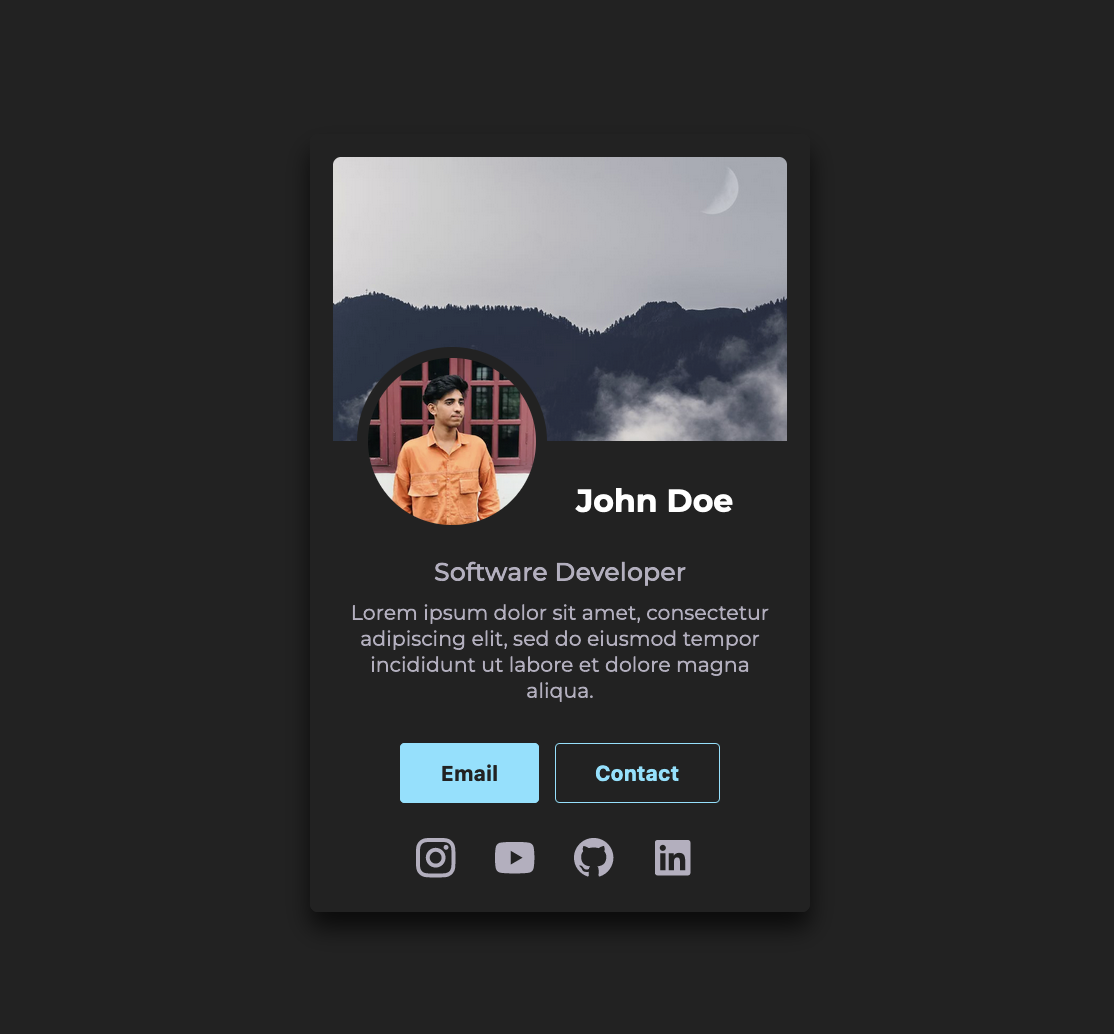 John Doe
Software Developer
Lorem ipsum dolor sit amet, consectetur
adipiscing elit, sed do eiusmod tempor
incididunt ut labore et dolore magna
aliqua.
Email
Contact
in